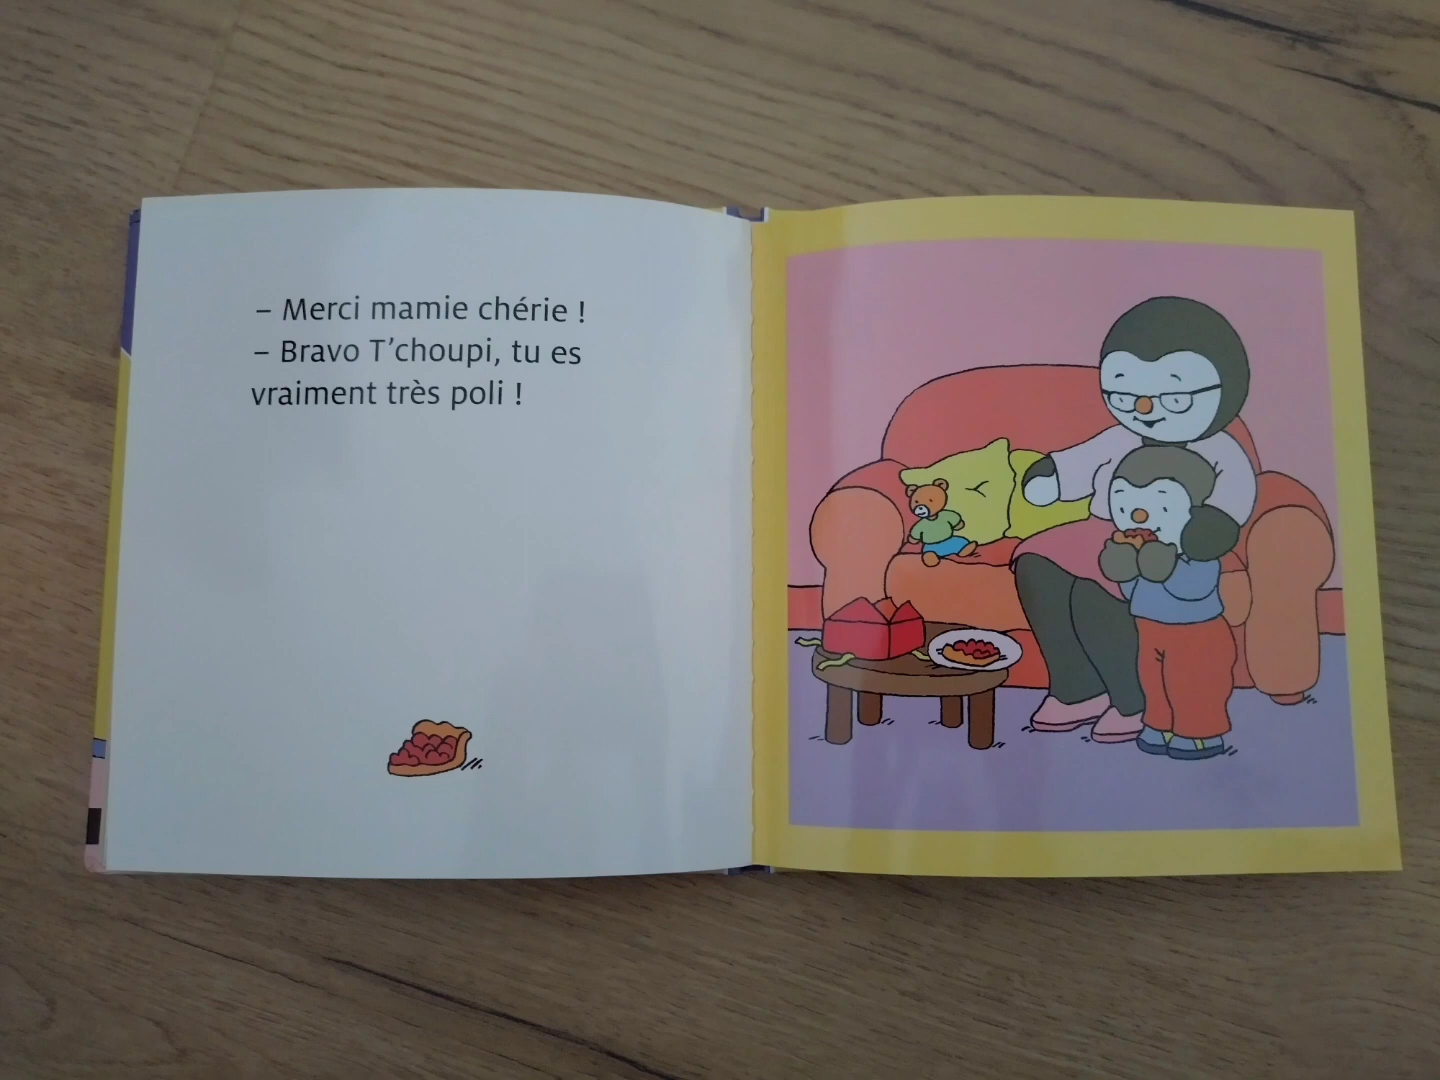 – Merci mamie chérie !
– Bravo T'choupi, tu es
vraiment très poli !